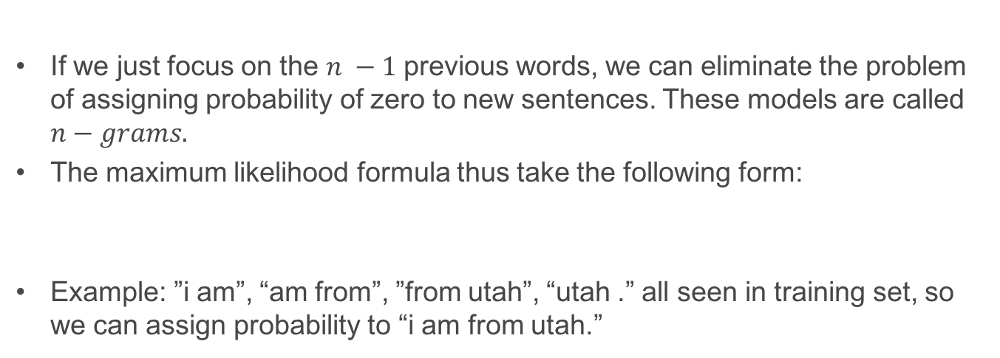 • If we just focus on the n − 1 previous words, we can eliminate the problem
of assigning probability of zero to new sentences. These models are called
n − grams.
• The maximum likelihood formula thus take the following form:
• Example: ”i am”, “am from”, ”from utah”, “utah .” all seen in training set, so
we can assign probability to “i am from utah.”